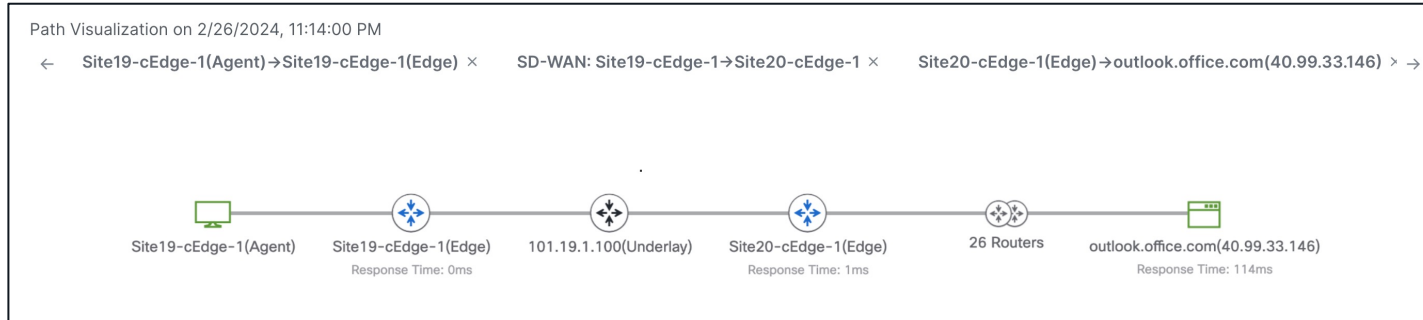 Path Visualization on 2/26/2024, 11:14:00 PM
← Site19-cEdge-1(Agent)→Site19-cEdge-1(Edge) × SD-WAN: Site19-cEdge-1→Site20-cEdge-1 × Site20-cEdge-1(Edge)→outlook.office.com(40.99.33.146) × →
Site19-cEdge-1(Agent) Site19-cEdge-1(Edge) 101.19.1.100(Underlay) Site20-cEdge-1(Edge) 26 Routers outlook.office.com(40.99.33.146)
Response Time: 0ms Response Time: 1ms Response Time: 114ms